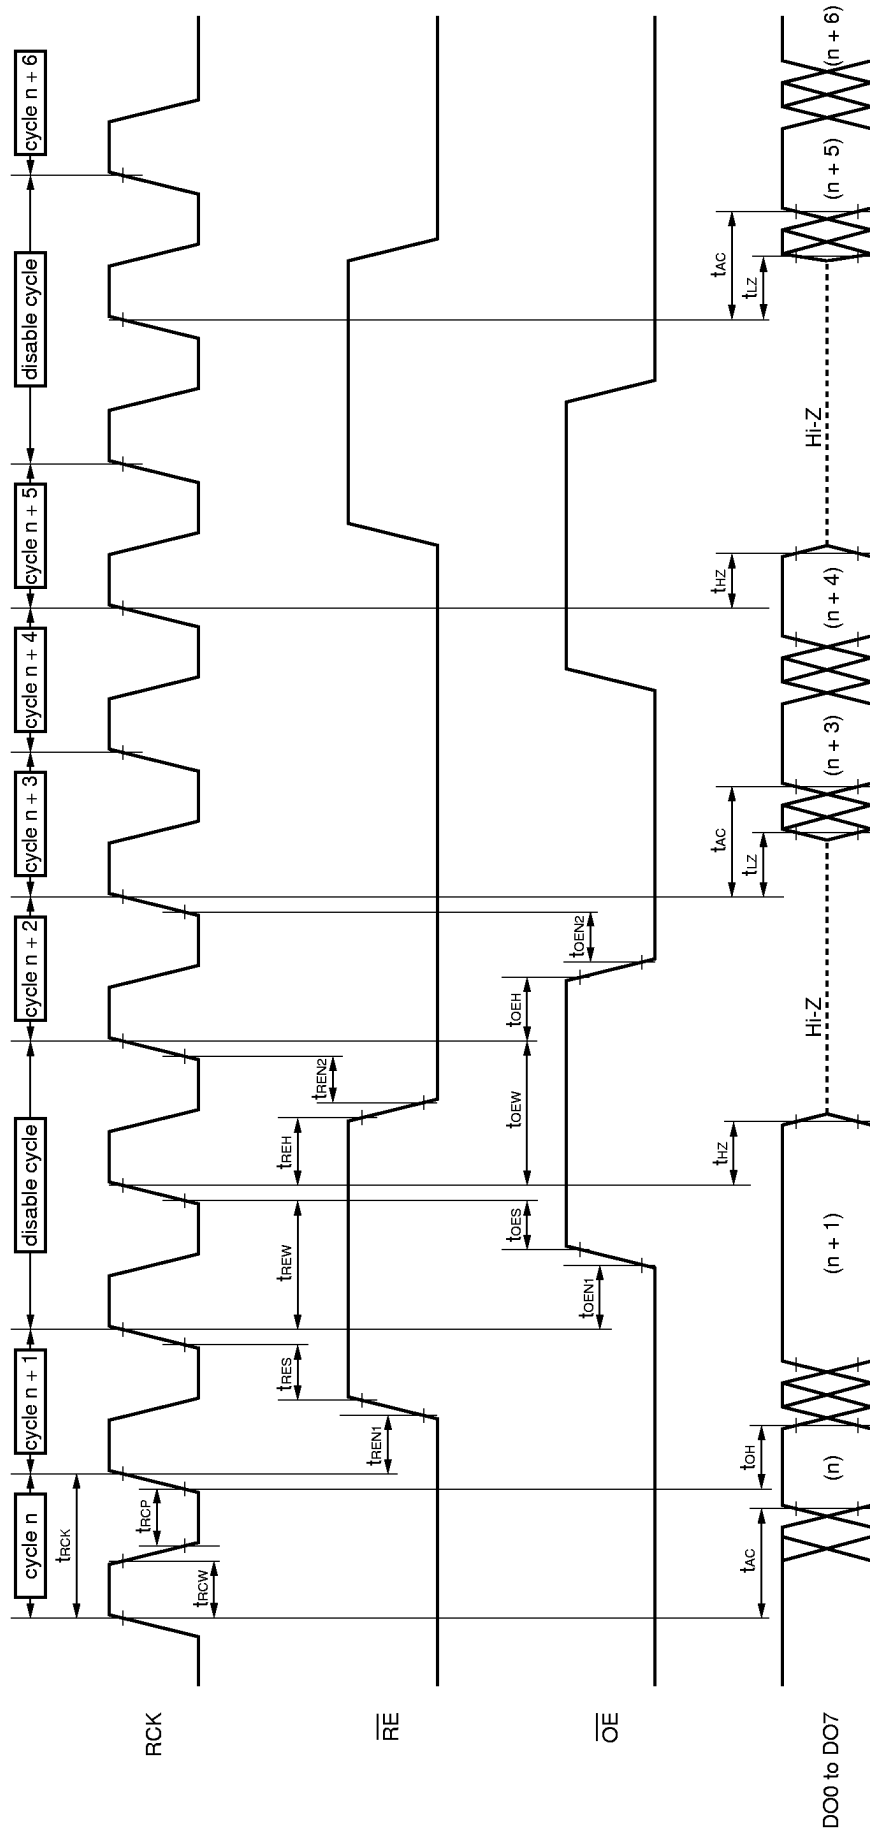 cycle n
cycle n + 1
disable cycle
cycle n + 2
cycle n + 3
cycle n + 4
cycle n + 5
disable cycle
cycle n + 6
RCK
tRCK
tRCW
tRCP
RE
tREN1
tRES
tREW
tREH
tREN2
OE
tOEN1
tOES
tOEW
tOEH
tOEN2
DO0 to DO7
tAC
tOH
tHZ
tLZ
tAC
tHZ
tLZ
tAC
(n)
(n + 1)
Hi-Z
(n + 3)
(n + 4)
Hi-Z
(n + 5)
(n + 6)